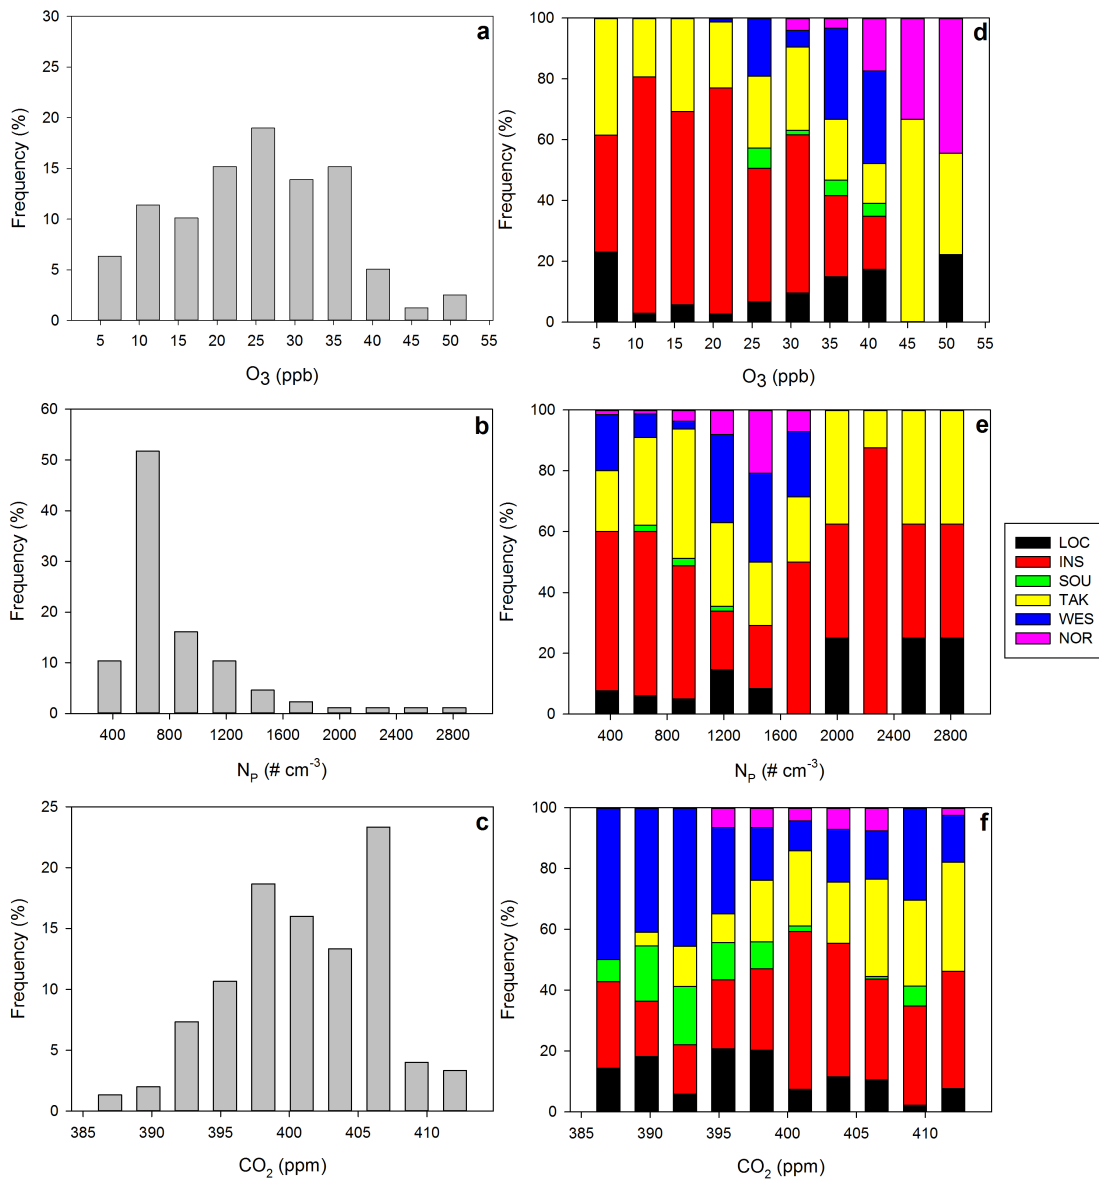 a
Frequency (%)
30
25
20
15
10
5
0
5 10 15 20 25 30 35 40 45 50 55
O3 (ppb)
d
Frequency (%)
100
80
60
40
20
0
5 10 15 20 25 30 35 40 45 50 55
O3 (ppb)
b
Frequency (%)
60
50
40
30
20
10
0
400 800 1200 1600 2000 2400 2800
NP (# cm-3)
e
Frequency (%)
100
80
60
40
20
0
400 800 1200 1600 2000 2400 2800
NP (# cm-3)
LOC
INS
SOU
TAK
WES
NOR
c
Frequency (%)
25
20
15
10
5
0
385 390 395 400 405 410
CO2 (ppm)
f
Frequency (%)
100
80
60
40
20
0
385 390 395 400 405 410
CO2 (ppm)